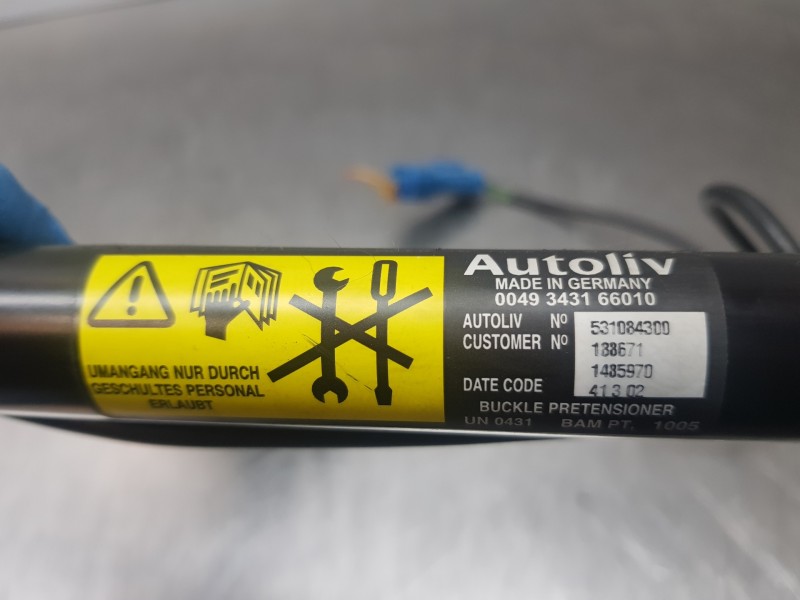 UMANGANG NUR DURCH
GESCHULTES PERSONAL
ERLAUBT
Autoliv
MADE IN GERMANY
0049 3431 66010
AUTOLIV Nº 531084300
CUSTOMER Nº 188671
1485970
DATE CODE 41 3 02
BUCKLE PRETENSIONER
UN 0431 BAM PT. 1005